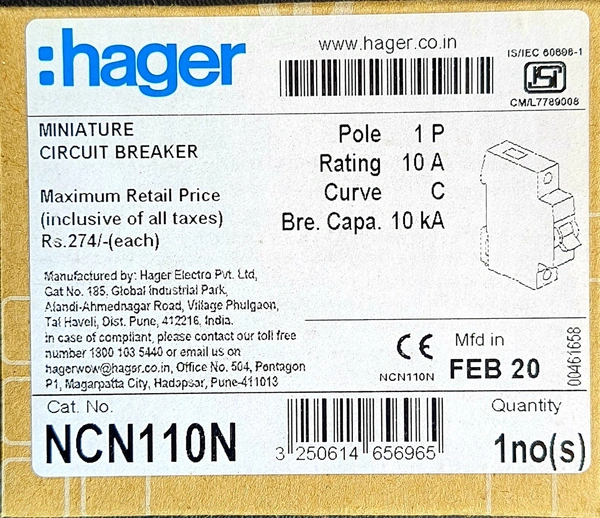 :hager
www.hager.co.in
IS/IEC 60898-1
ISI
CM/L7789008
MINIATURE
CIRCUIT BREAKER
Pole 1 P
Rating 10 A
Curve C
Bre. Capa. 10 kA
Maximum Retail Price
(inclusive of all taxes)
Rs.274/-(each)
Manufactured by: Hager Electro Pvt. Ltd,
Gat No. 185, Global Industrial Park,
Alandi-Ahmednagar Road, Village Phulgaon,
Tal Haveli, Dist. Pune, 412216, India.
In case of compliant, please contact our toll free
number 1800 103 5440 or email us on
hagerwow@hager.co.in, Office No. 504, Pentagon
P1, Magarpatta City, Hadapsar, Pune-411013
CE
NCN110N
Mfd in
FEB 20
00461658
Cat. No.
NCN110N
3 250614 656965
Quantity
1no(s)